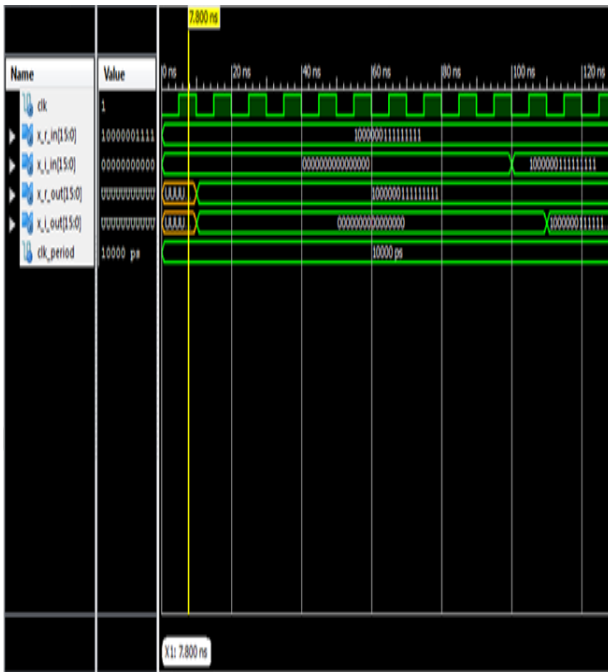 7.800 ns
Name Value 0 ns 20 ns 40 ns 60 ns 80 ns 100 ns 120 ns
clk 1
x_r_in[15:0] 10000001111 1000000111111111
x_i_in[15:0] 00000000000 0000000000000000 1000000111111111
x_r_out[15:0] UUUUUUUUUUU UUUU 1000000111111111
x_i_out[15:0] UUUUUUUUUUU UUUU 0000000000000000 1000000111111
clk_period 10000 ps 10000 ps
X1: 7.800 ns